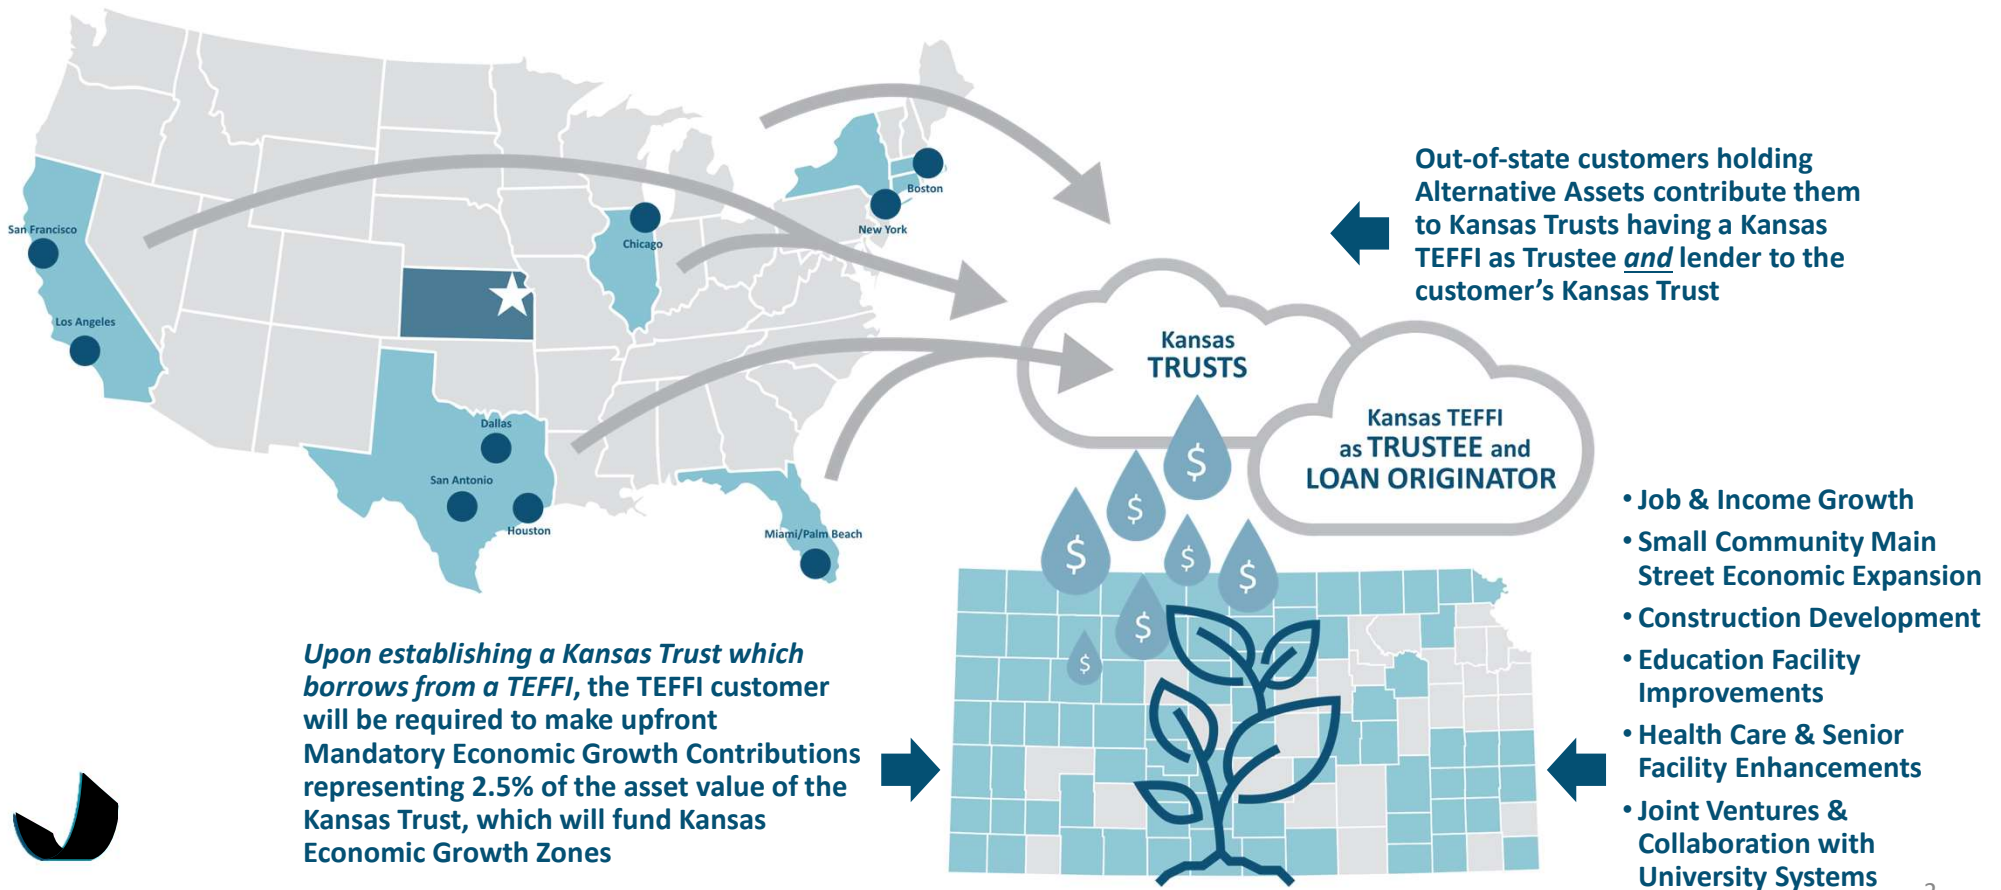 San Francisco
Los Angeles
Dallas
San Antonio
Houston
Chicago
Boston
New York
Miami/Palm Beach
Out-of-state customers holding
Alternative Assets contribute them
to Kansas Trusts having a Kansas
TEFFI as Trustee and lender to the
customer’s Kansas Trust
Kansas
TRUSTS
Kansas TEFFI
as TRUSTEE and
LOAN ORIGINATOR
$
$
$
$
$
$
$
Upon establishing a Kansas Trust which
borrows from a TEFFI, the TEFFI customer
will be required to make upfront
Mandatory Economic Growth Contributions
representing 2.5% of the asset value of the
Kansas Trust, which will fund Kansas
Economic Growth Zones
• Job & Income Growth
• Small Community Main
Street Economic Expansion
• Construction Development
• Education Facility
Improvements
• Health Care & Senior
Facility Enhancements
• Joint Ventures &
Collaboration with
University Systems